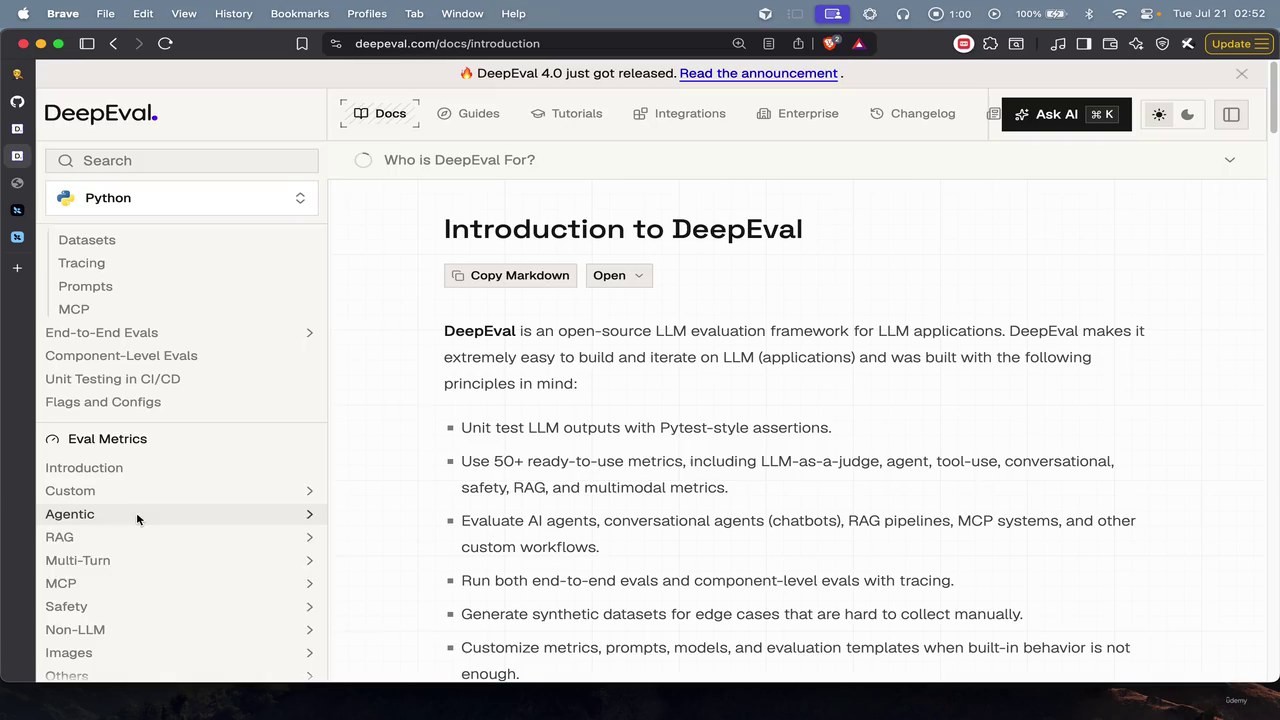 Brave File Edit View History Bookmarks Profiles Tab Window Help 1:00 100% Tue Jul 21 02:52
deepeval.com/docs/introduction 2 Update
🔥 DeepEval 4.0 just got released. Read the announcement.
DeepEval. Docs Guides Tutorials Integrations Enterprise Changelog Ask AI ⌘ K
Search
Who is DeepEval For?
Python
Datasets
Tracing
Prompts
MCP
End-to-End Evals
Component-Level Evals
Unit Testing in CI/CD
Flags and Configs
Eval Metrics
Introduction
Custom
Agentic
RAG
Multi-Turn
MCP
Safety
Non-LLM
Images
Others
Introduction to DeepEval
Copy Markdown Open
DeepEval is an open-source LLM evaluation framework for LLM applications. DeepEval makes it
extremely easy to build and iterate on LLM (applications) and was built with the following
principles in mind:
Unit test LLM outputs with Pytest-style assertions.
Use 50+ ready-to-use metrics, including LLM-as-a-judge, agent, tool-use, conversational,
safety, RAG, and multimodal metrics.
Evaluate AI agents, conversational agents (chatbots), RAG pipelines, MCP systems, and other
custom workflows.
Run both end-to-end evals and component-level evals with tracing.
Generate synthetic datasets for edge cases that are hard to collect manually.
Customize metrics, prompts, models, and evaluation templates when built-in behavior is not
enough.
udemy